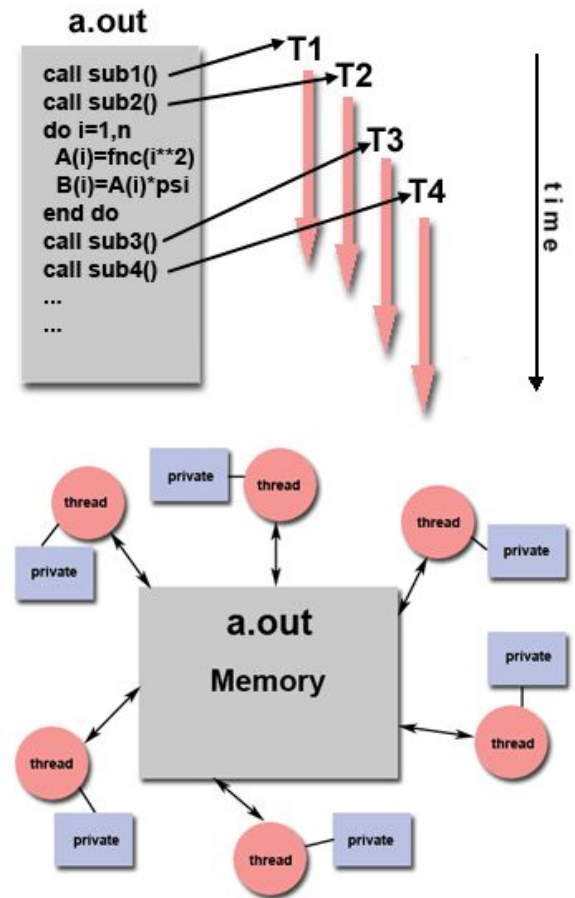 a.out
call sub1()
call sub2()
do i=1,n
A(i)=fnc(i**2)
B(i)=A(i)*psi
end do
call sub3()
call sub4()
...
...
T1
T2
T3
T4
time
private
thread
thread
private
thread
private
a.out
Memory
private
thread
thread
private
thread
private